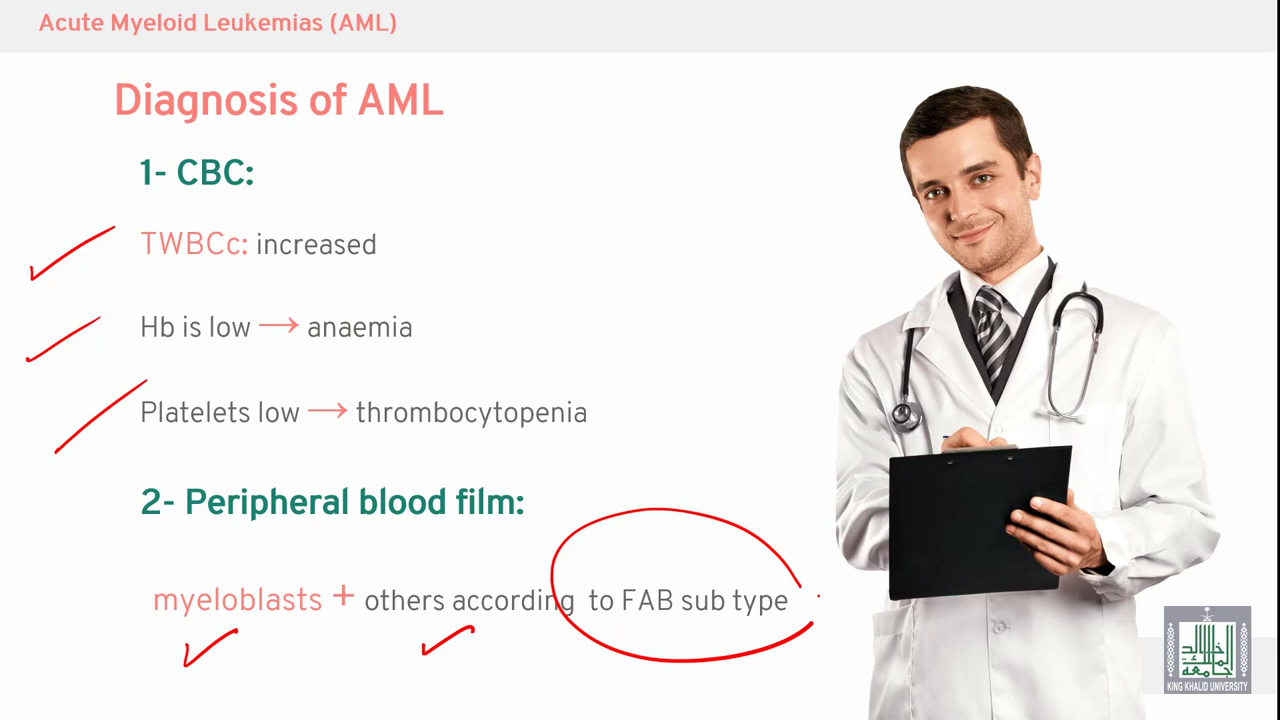 Acute Myeloid Leukemias (AML)
Diagnosis of AML
1- CBC:
TWBCc: increased
Hb is low → anaemia
Platelets low → thrombocytopenia
2- Peripheral blood film:
myeloblasts + others according to FAB sub type
KING KHALID UNIVERSITY